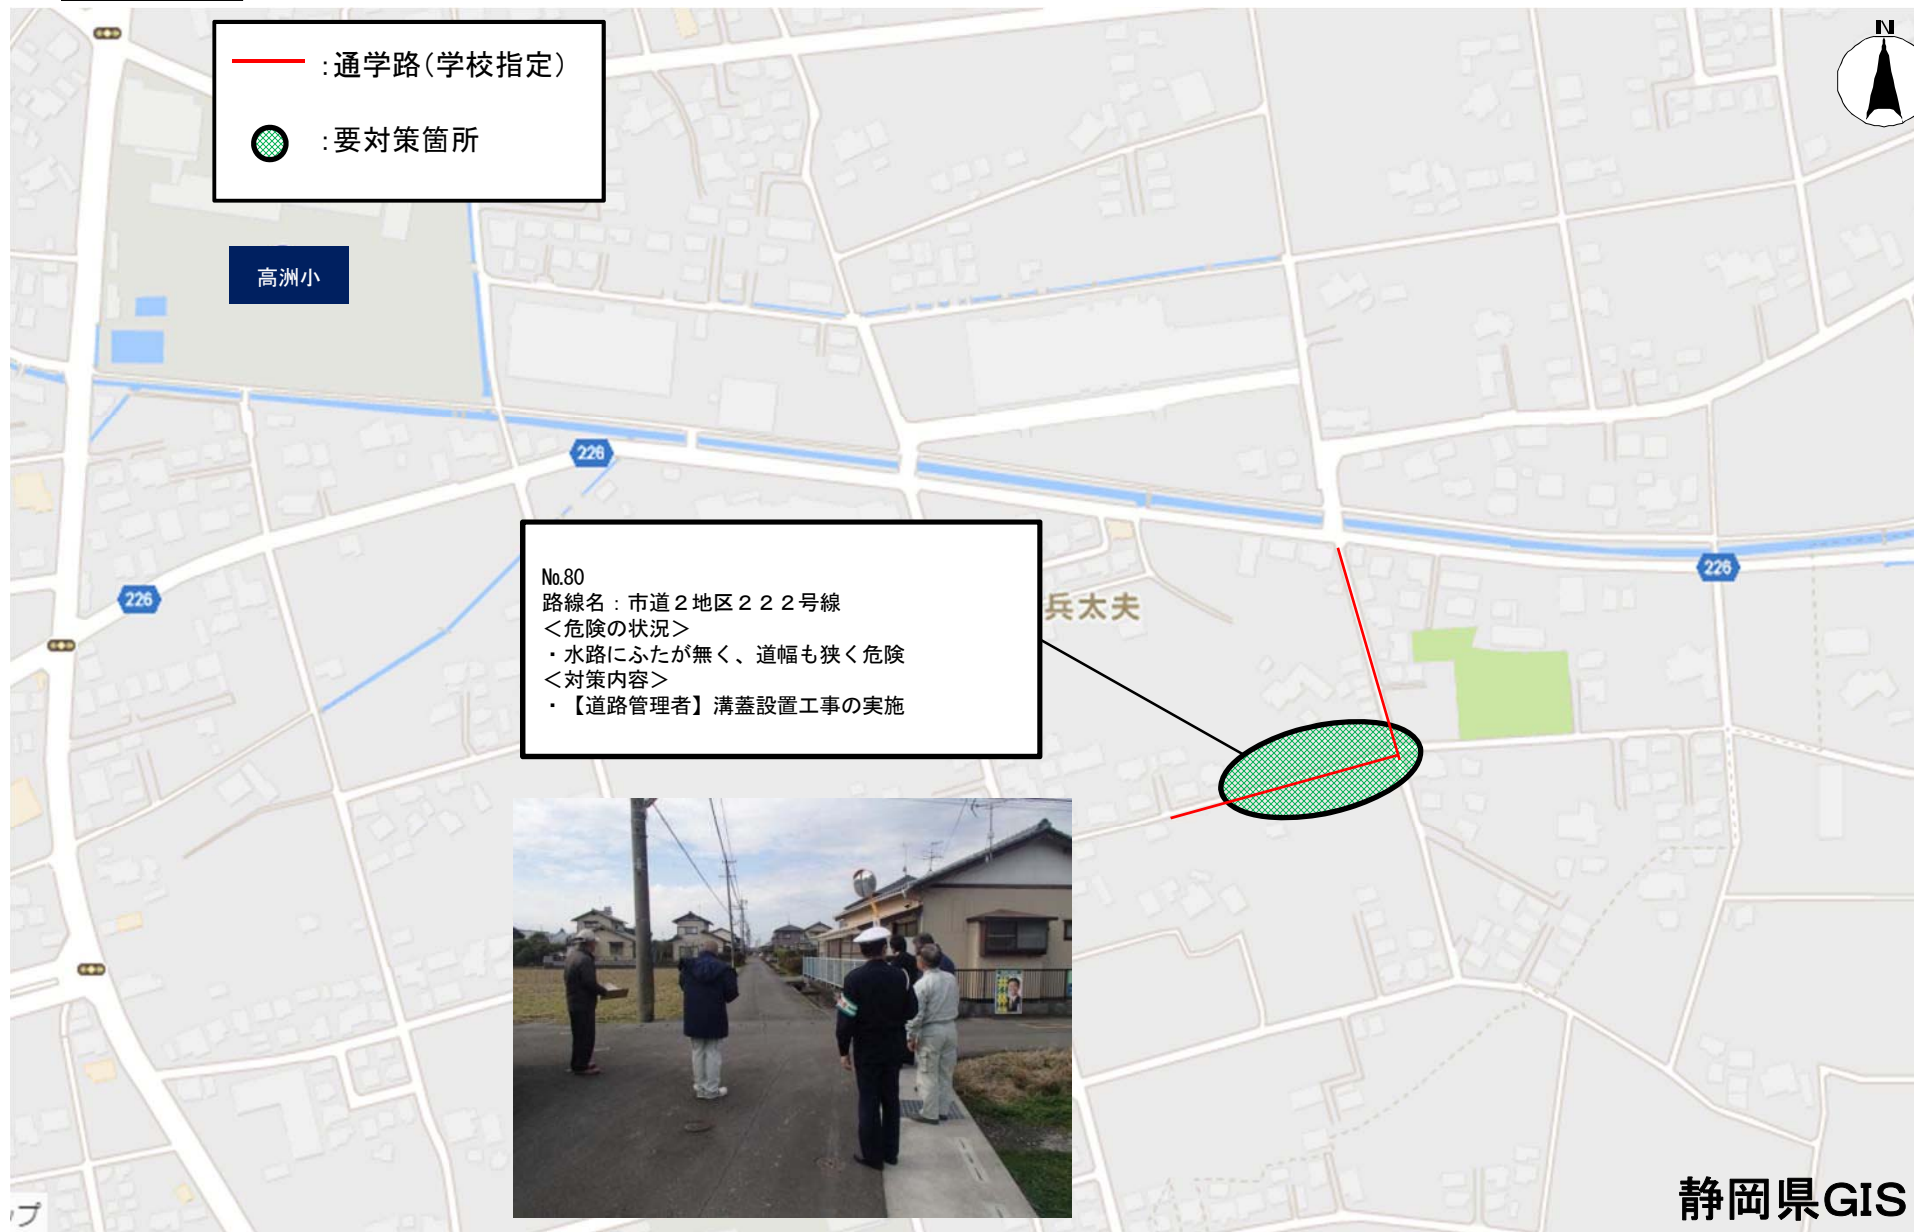 :通学路(学校指定)
:要対策箇所
N
高洲小
226
226
226
兵太夫
№80
路線名：市道２地区２２２号線
＜危険の状況＞
・水路にふたが無く、道幅も狭く危険
＜対策内容＞
・【道路管理者】溝蓋設置工事の実施
ップ
静岡県GIS